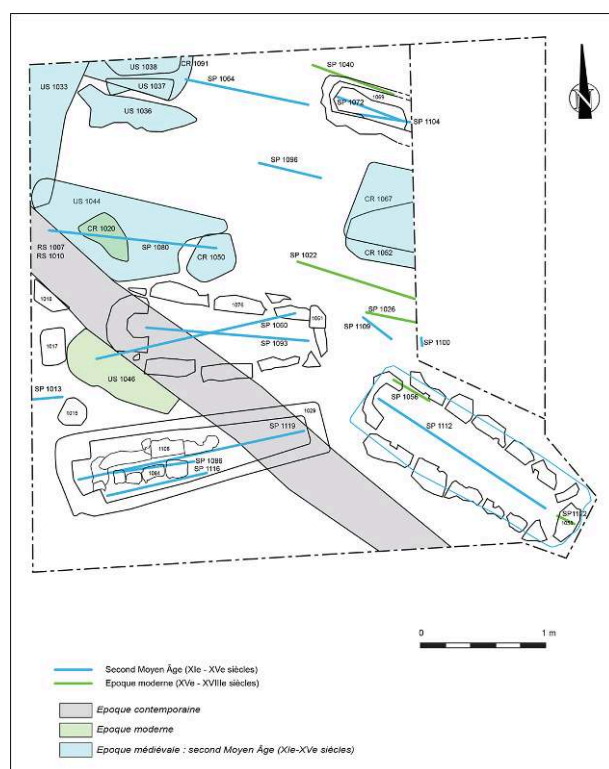 US 1038
CR 1091
SP 1040
US 1033
US 1037
SP 1064
1069
SP 1072
US 1036
SP 1104
SP 1096
US 1044
CR 1067
CR 1020
RS 1007
SP 1080
CR 1050
CR 1052
RS 1010
SP 1022
1018
1076
1051
SP 1026
SP 1060
SP 1109
SP 1093
SP 1100
1017
US 1046
SP 1013
SP 1056
1015
1029
SP 1112
SP 1119
1108
SP 1098
SP 1116
1094
N
0
1 m
Second Moyen Âge (XIe - XVe siècles)
Epoque moderne (XVe - XVIIIe siècles)
Epoque contemporaine
Epoque moderne
Epoque médiévale : second Moyen Âge (XIe-XVe siècles)